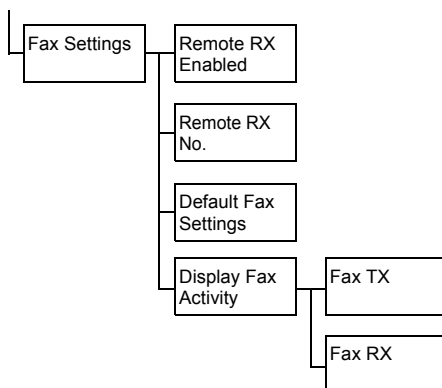 Fax Settings
Remote RX
Enabled
Remote RX
No.
Default Fax
Settings
Display Fax
Activity
Fax TX
Fax RX